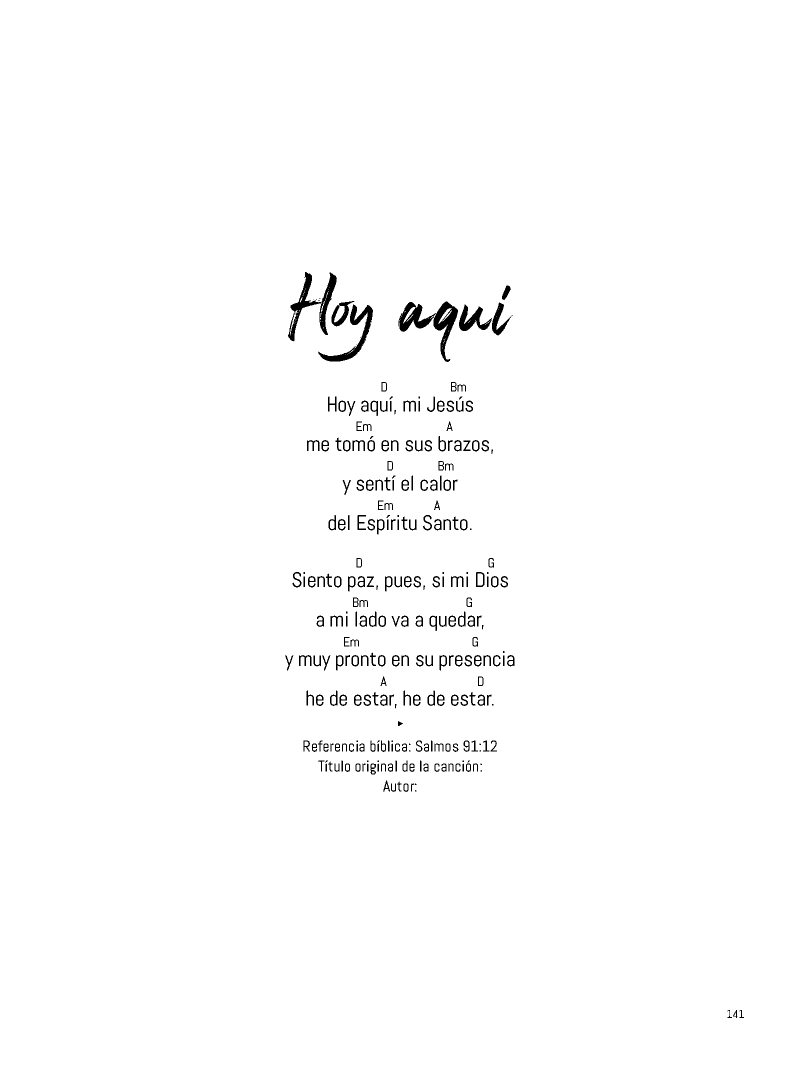 Hoy aquí
D Bm
Hoy aquí, mi Jesús
Em A
me tomó en sus brazos,
D Bm
y sentí el calor
Em A
del Espíritu Santo.
D G
Siento paz, pues, si mi Dios
Bm G
a mi lado va a quedar,
Em G
y muy pronto en su presencia
A D
he de estar, he de estar.
Referencia bíblica: Salmos 91:12
Título original de la canción:
Autor:
141